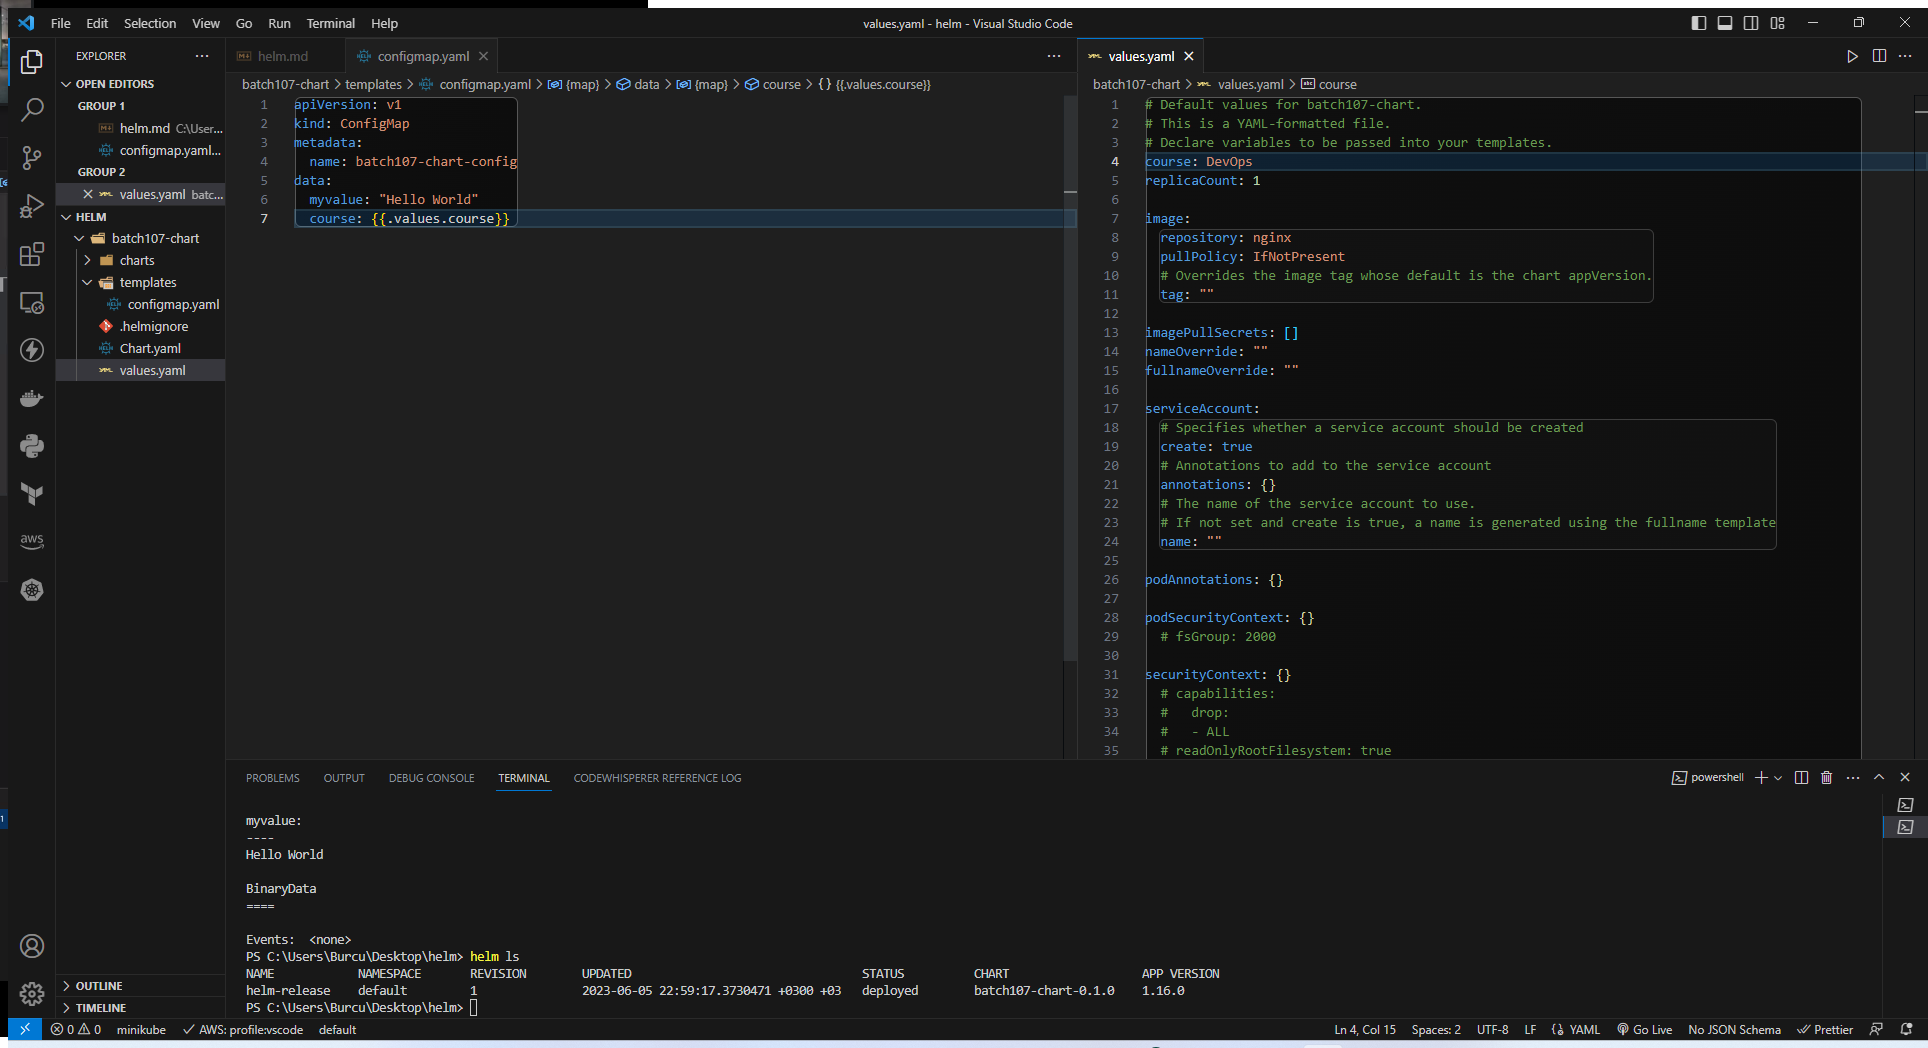 File Edit Selection View Go Run Terminal Help
values.yaml - helm - Visual Studio Code
EXPLORER
OPEN EDITORS
GROUP 1
helm.md C:\User...
configmap.yaml...
GROUP 2
values.yaml batc...
HELM
batch107-chart
charts
templates
configmap.yaml
.helmignore
Chart.yaml
values.yaml
OUTLINE
TIMELINE
aws
helm.md
configmap.yaml
batch107-chart > templates > configmap.yaml > {map} > data > {map} > course > {} {{.values.course}}
1 apiVersion: v1
2 kind: ConfigMap
3 metadata:
4 name: batch107-chart-config
5 data:
6 myvalue: "Hello World"
7 course: {{.values.course}}
values.yaml
batch107-chart > values.yaml > course
1 # Default values for batch107-chart.
2 # This is a YAML-formatted file.
3 # Declare variables to be passed into your templates.
4 course: DevOps
5 replicaCount: 1
6
7 image:
8 repository: nginx
9 pullPolicy: IfNotPresent
10 # Overrides the image tag whose default is the chart appVersion.
11 tag: ""
12
13 imagePullSecrets: []
14 nameOverride: ""
15 fullnameOverride: ""
16
17 serviceAccount:
18 # Specifies whether a service account should be created
19 create: true
20 # Annotations to add to the service account
21 annotations: {}
22 # The name of the service account to use.
23 # If not set and create is true, a name is generated using the fullname template
24 name: ""
25
26 podAnnotations: {}
27
28 podSecurityContext: {}
29 # fsGroup: 2000
30
31 securityContext: {}
32 # capabilities:
33 # drop:
34 # - ALL
35 # readOnlyRootFilesystem: true
PROBLEMS OUTPUT DEBUG CONSOLE TERMINAL CODEWHISPERER REFERENCE LOG
powershell
myvalue:
----
Hello World
BinaryData
====
Events: <none>
PS C:\Users\Burcu\Desktop\helm> helm ls
NAME NAMESPACE REVISION UPDATED STATUS CHART APP VERSION
helm-release default 1 2023-06-05 22:59:17.3730471 +0300 +03 deployed batch107-chart-0.1.0 1.16.0
PS C:\Users\Burcu\Desktop\helm>
0 0 minikube AWS: profile:vscode default
Ln 4, Col 15 Spaces: 2 UTF-8 LF YAML Go Live No JSON Schema Prettier